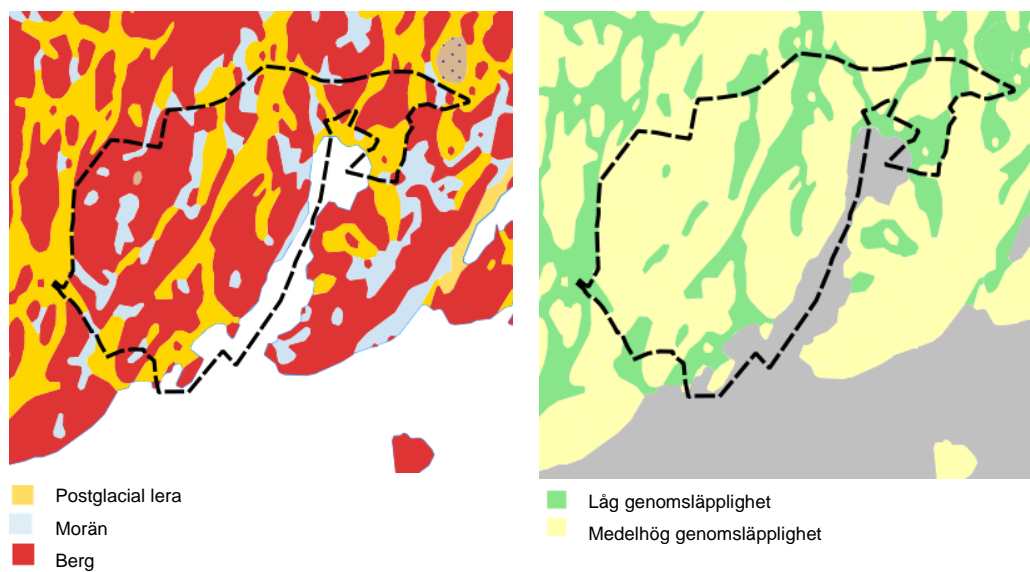 Postglacial lera
Morän
Berg
Låg genomsläpplighet
Medelhög genomsläpplighet